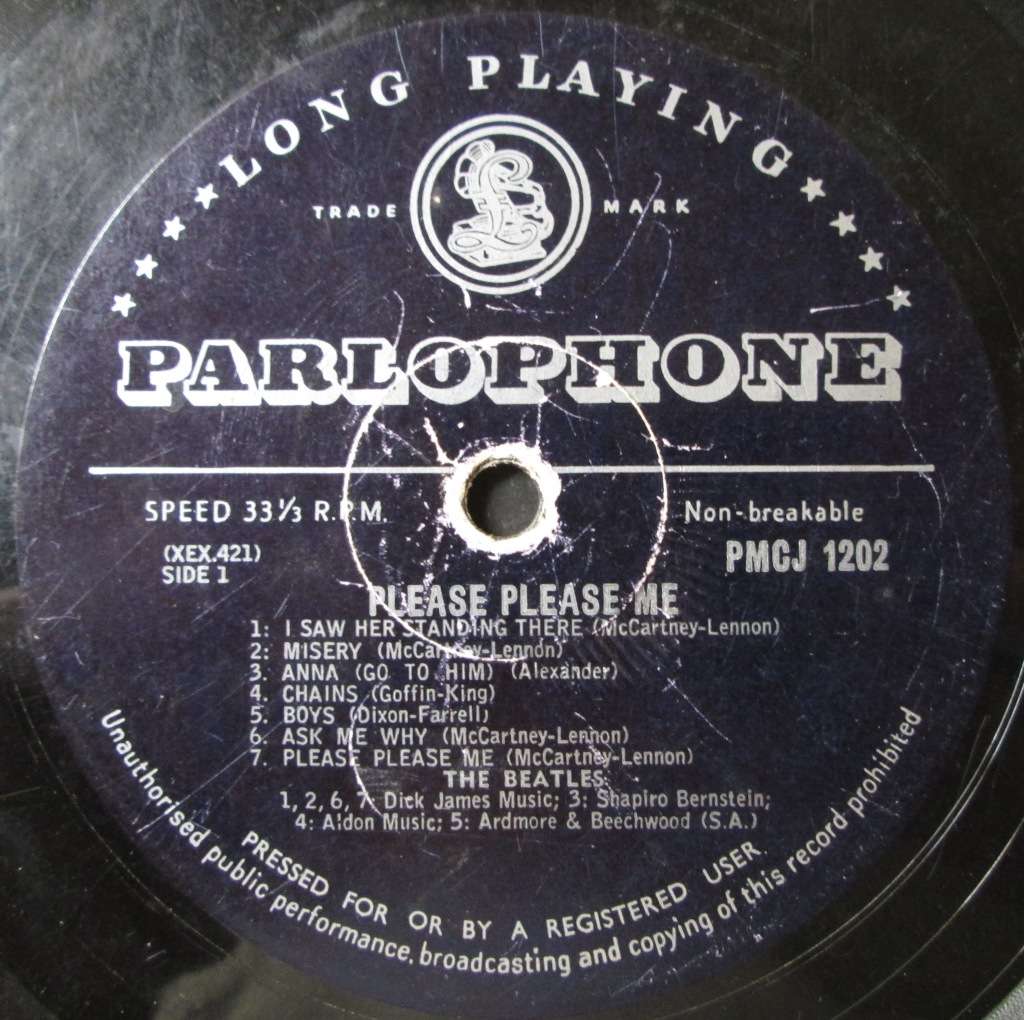 LONG PLAYING
TRADE MARK
PARLOPHONE
SPEED 33⅓ R.P.M.
Non-breakable
(XEX.421)
SIDE 1
PMCJ 1202
PLEASE PLEASE ME
1: I SAW HER STANDING THERE (McCartney-Lennon)
2: MISERY (McCartney-Lennon)
3. ANNA (GO TO HIM) (Alexander)
4. CHAINS (Goffin-King)
5. BOYS (Dixon-Farrell)
6. ASK ME WHY (McCartney-Lennon)
7. PLEASE PLEASE ME (McCartney-Lennon)
THE BEATLES:
1, 2, 6, 7: Dick James Music; 3: Shapiro Bernstein;
4: Aldon Music; 5: Ardmore & Beechwood (S.A.)
PRESSED FOR OR BY A REGISTERED USER
Unauthorised public performance, broadcasting and copying of this record prohibited